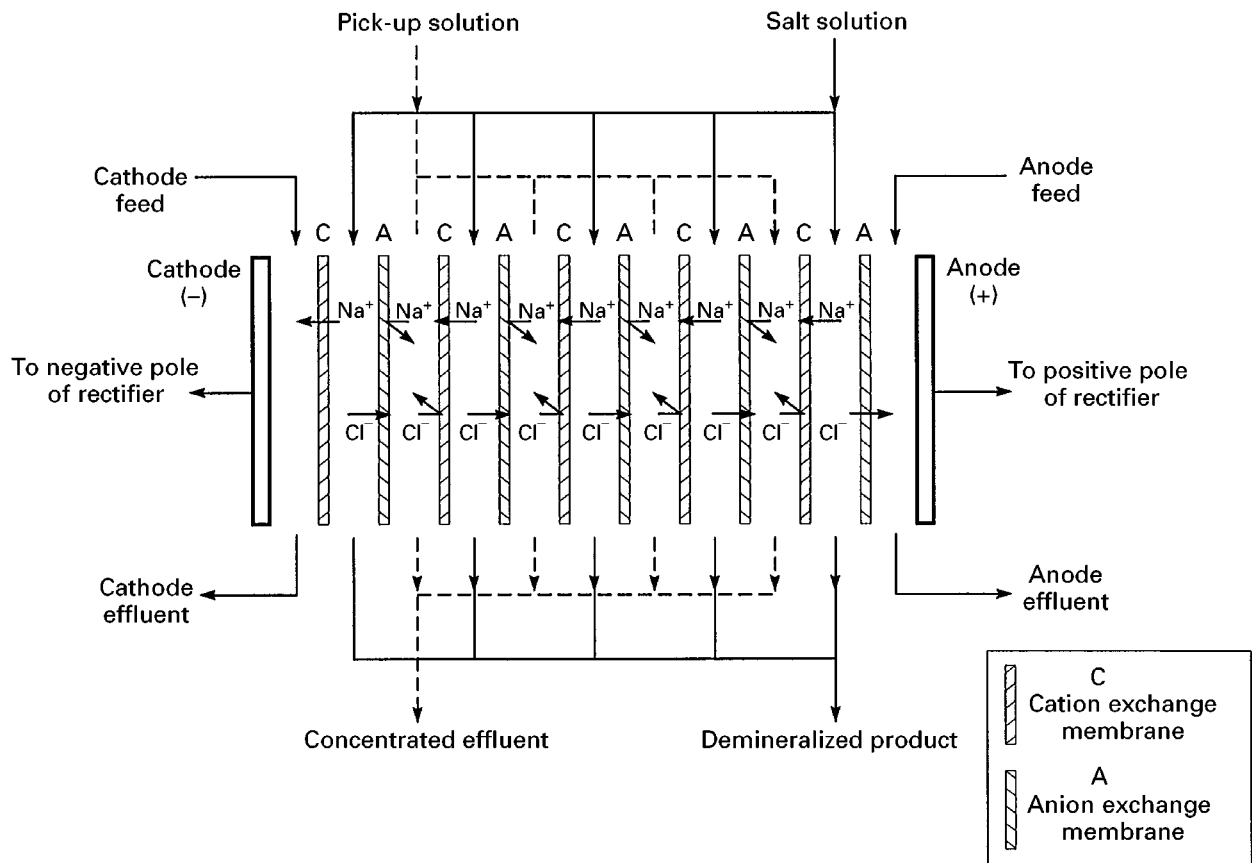 Pick-up solution
Salt solution
Cathode
feed
Anode
feed
C A C A C A C A C A
Cathode
(–)
Anode
(+)
Na⁺ Na⁺ Na⁺ Na⁺ Na⁺ Na⁺ Na⁺ Na⁺ Na⁺
To negative pole
of rectifier
To positive pole
of rectifier
Cl⁻ Cl⁻ Cl⁻ Cl⁻ Cl⁻ Cl⁻ Cl⁻ Cl⁻ Cl⁻
Cathode
effluent
Anode
effluent
Concentrated effluent
Demineralized product
C
Cation exchange
membrane
A
Anion exchange
membrane